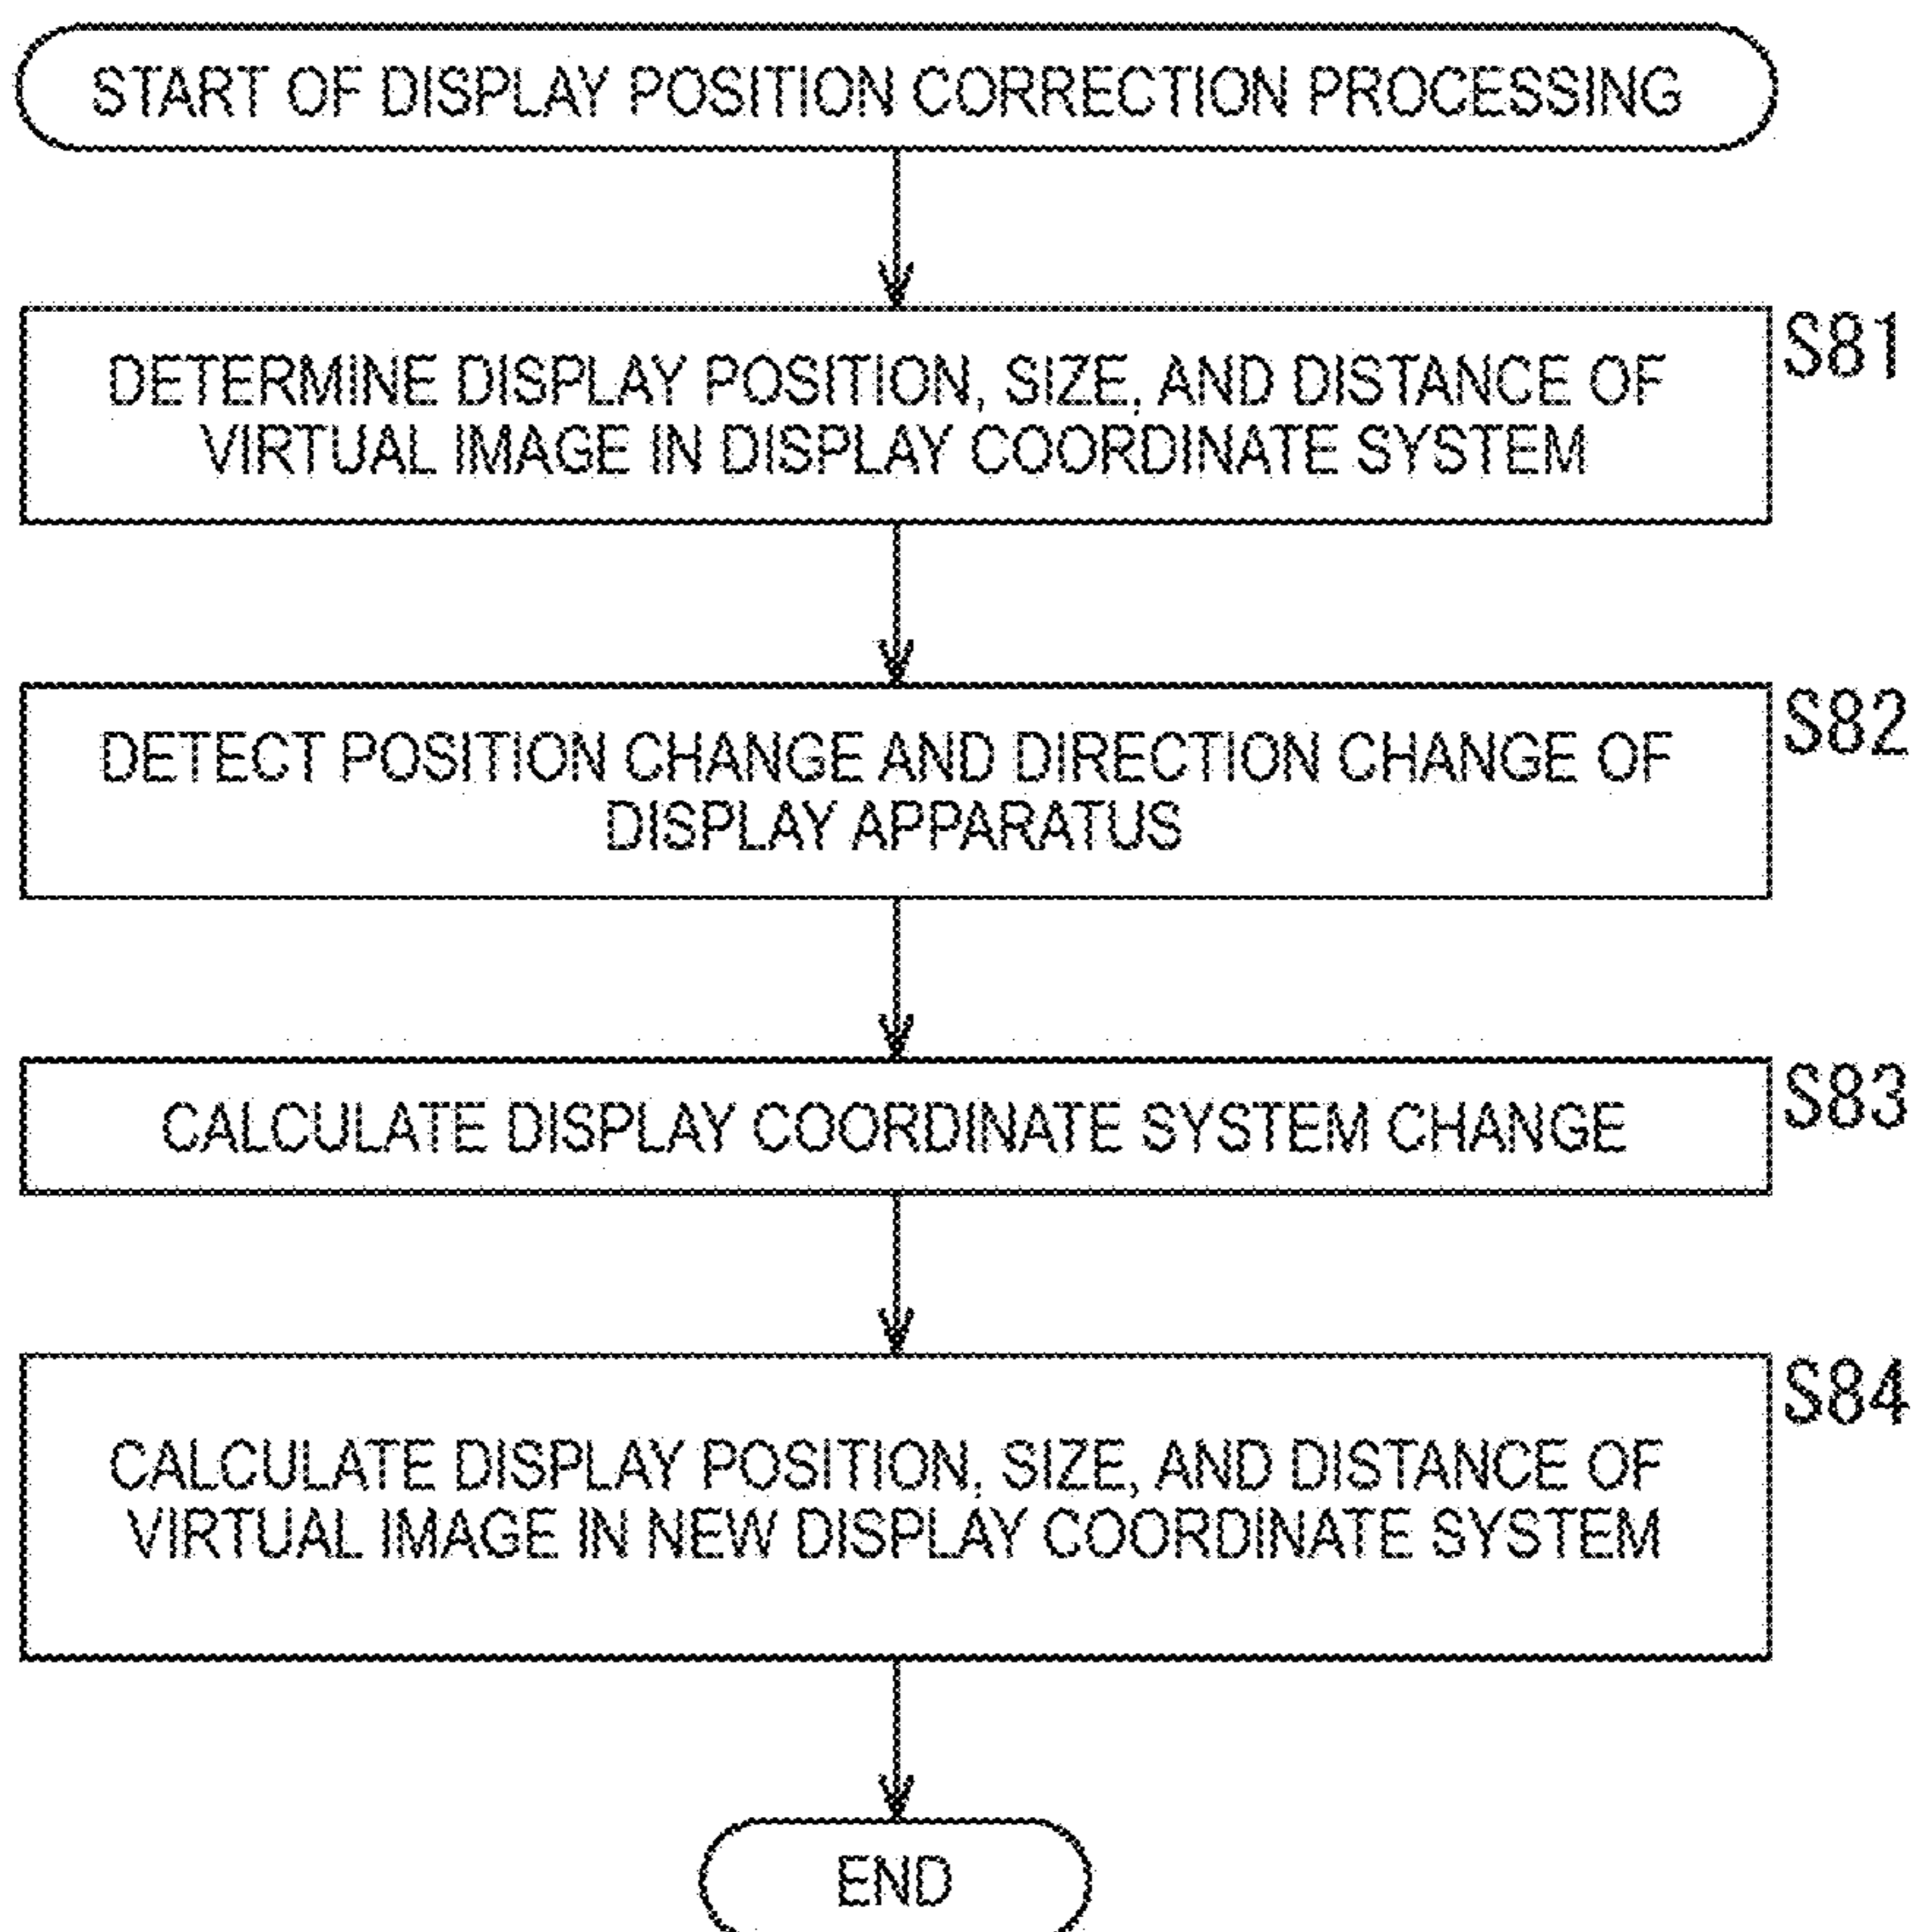 START OF DISPLAY POSITION CORRECTION PROCESSING
S81
DETERMINE DISPLAY POSITION, SIZE, AND DISTANCE OF
VIRTUAL IMAGE IN DISPLAY COORDINATE SYSTEM
S82
DETECT POSITION CHANGE AND DIRECTION CHANGE OF
DISPLAY APPARATUS
S83
CALCULATE DISPLAY COORDINATE SYSTEM CHANGE
S84
CALCULATE DISPLAY POSITION, SIZE, AND DISTANCE OF
VIRTUAL IMAGE IN NEW DISPLAY COORDINATE SYSTEM
END